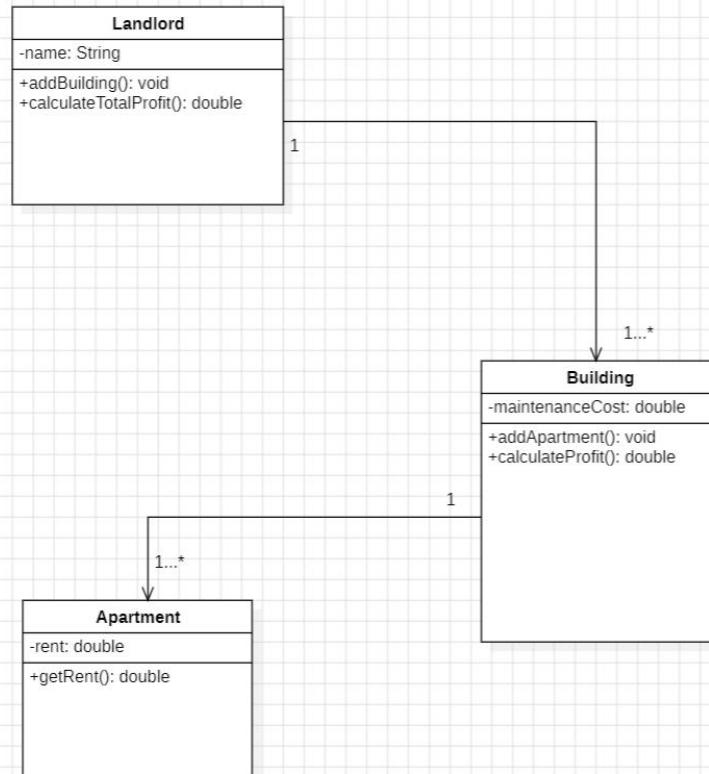 Landlord
-name: String
+addBuilding(): void
+calculateTotalProfit(): double
1
1...*
Building
-maintenanceCost: double
+addApartment(): void
+calculateProfit(): double
1
1...*
Apartment
-rent: double
+getRent(): double